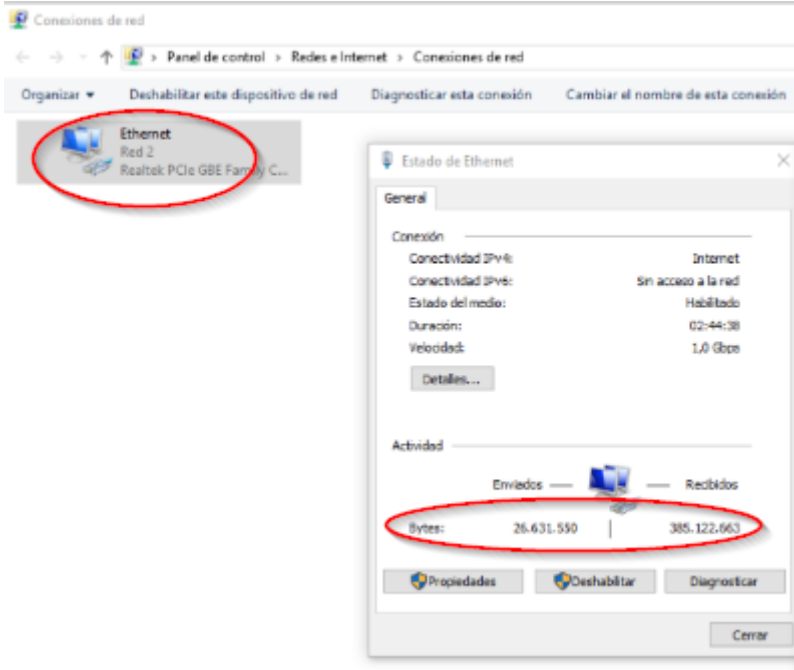 Conexiones de red
Panel de control > Redes e Internet > Conexiones de red
Organizar Deshabilitar este dispositivo de red Diagnosticar esta conexión Cambiar el nombre de esta conexión
Ethernet
Red 2
Realtek PCIe GBE Family C...
Estado de Ethernet
General
Conexión
Conectividad IPv4: Internet
Conectividad IPv6: Sin acceso a la red
Estado del medio: Habilitado
Duración: 02:44:38
Velocidad: 1,0 Gbps
Detalles...
Actividad
Enviados — — Recibidos
Bytes: 26.631.550 | 385.122.663
Propiedades Deshabilitar Diagnosticar
Cerrar